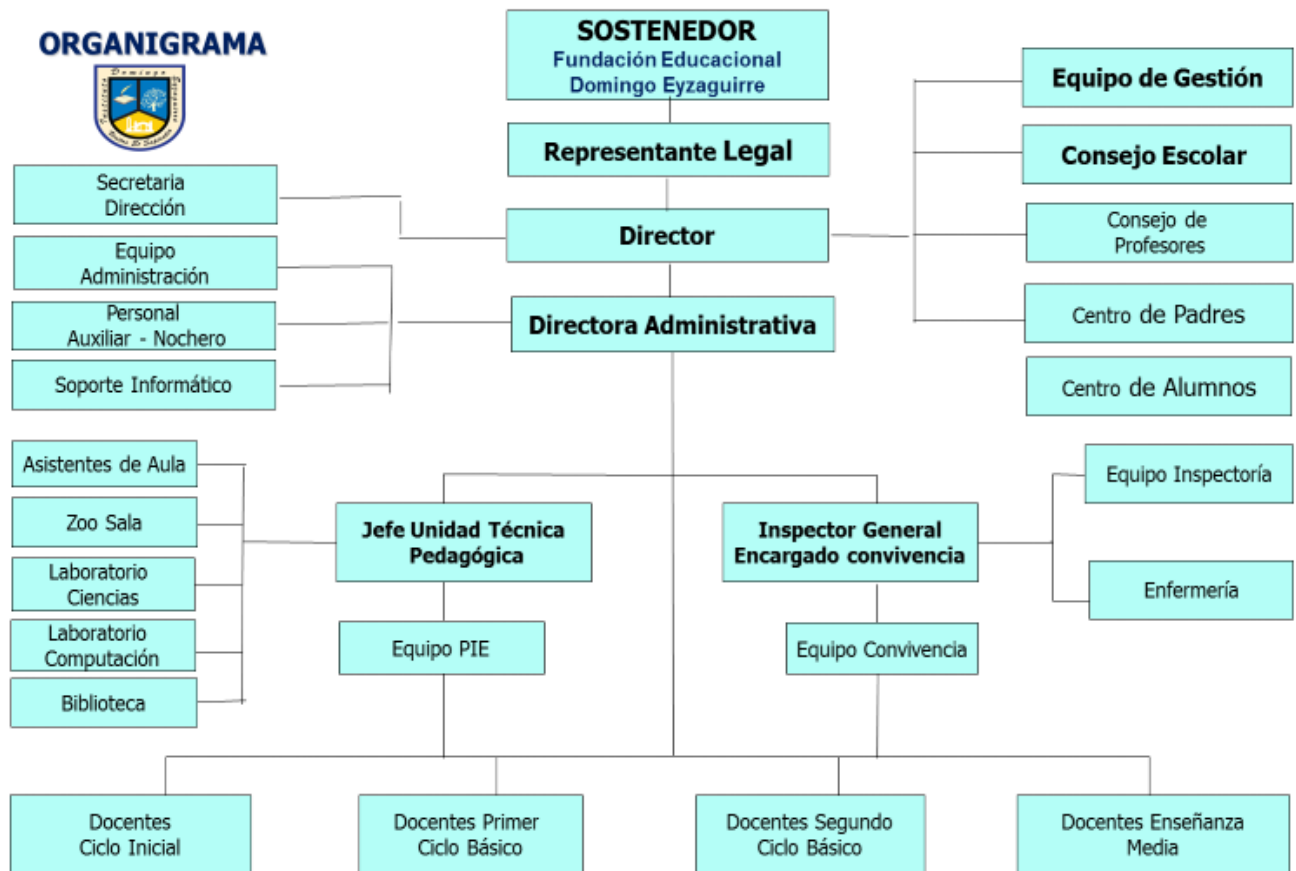 ORGANIGRAMA
SOSTENEDOR
Fundación Educacional
Domingo Eyzaguirre
Representante Legal
Director
Directora Administrativa
Secretaria
Dirección
Equipo
Administración
Personal
Auxiliar - Nochero
Soporte Informático
Equipo de Gestión
Consejo Escolar
Consejo de
Profesores
Centro de Padres
Centro de Alumnos
Asistentes de Aula
Zoo Sala
Laboratorio
Ciencias
Laboratorio
Computación
Biblioteca
Jefe Unidad Técnica
Pedagógica
Equipo PIE
Inspector General
Encargado convivencia
Equipo Convivencia
Equipo Inspectoría
Enfermería
Docentes
Ciclo Inicial
Docentes Primer
Ciclo Básico
Docentes Segundo
Ciclo Básico
Docentes Enseñanza
Media